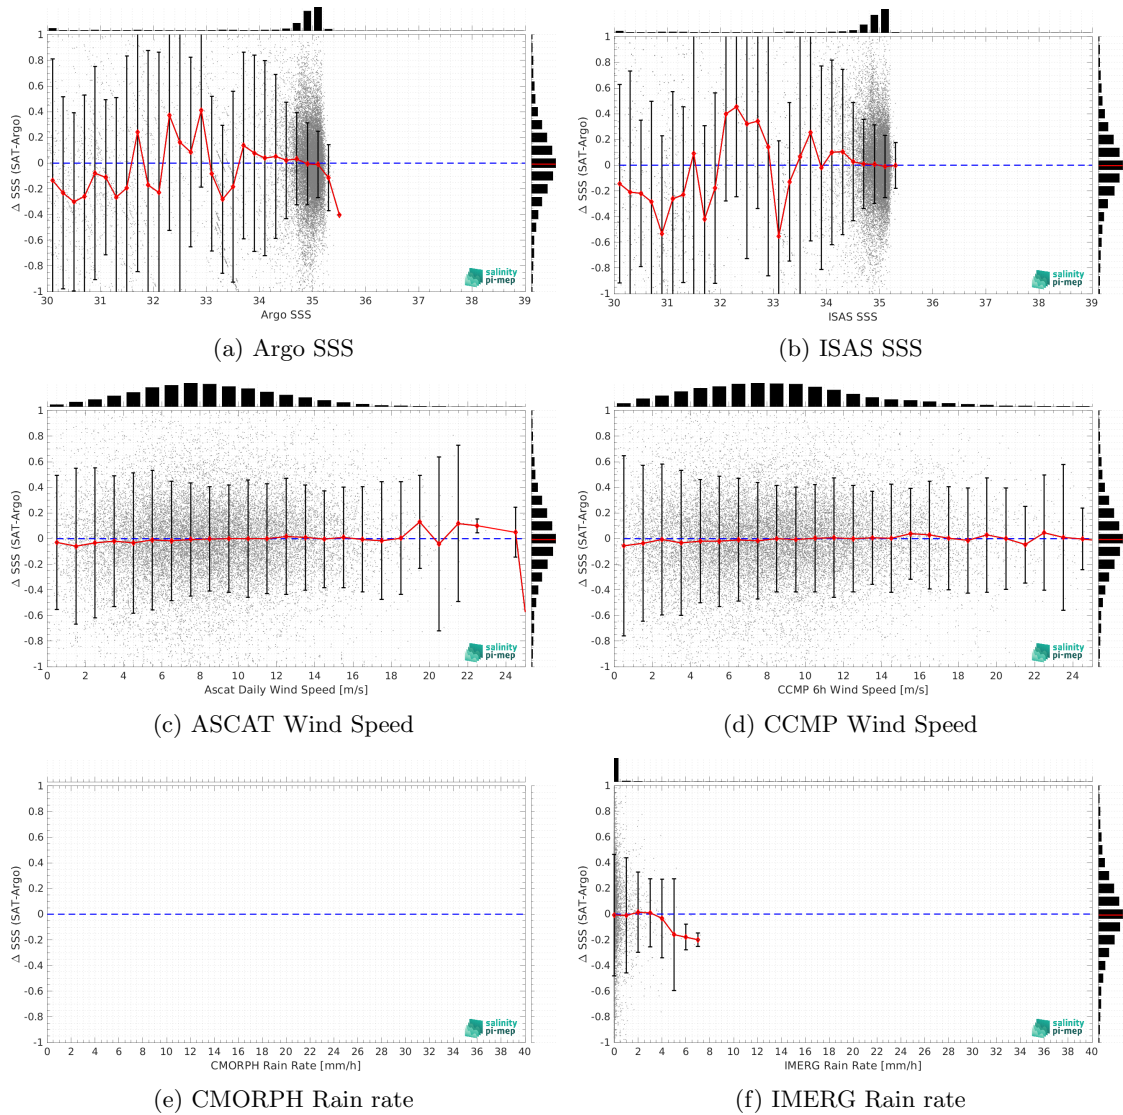 1
0.8
0.6
0.4
0.2
0
-0.2
-0.4
-0.6
-0.8
-1
Δ SSS (SAT-Argo)
salinity
pi-mep
30 31 32 33 34 35 36 37 38 39
Argo SSS
(a) Argo SSS
1
0.8
0.6
0.4
0.2
0
-0.2
-0.4
-0.6
-0.8
-1
Δ SSS (SAT-Argo)
salinity
pi-mep
30 31 32 33 34 35 36 37 38 39
ISAS SSS
(b) ISAS SSS
1
0.8
0.6
0.4
0.2
0
-0.2
-0.4
-0.6
-0.8
-1
Δ SSS (SAT-Argo)
salinity
pi-mep
0 2 4 6 8 10 12 14 16 18 20 22 24
Ascat Daily Wind Speed [m/s]
(c) ASCAT Wind Speed
1
0.8
0.6
0.4
0.2
0
-0.2
-0.4
-0.6
-0.8
-1
Δ SSS (SAT-Argo)
salinity
pi-mep
0 2 4 6 8 10 12 14 16 18 20 22 24
CCMP 6h Wind Speed [m/s]
(d) CCMP Wind Speed
1
0.8
0.6
0.4
0.2
0
-0.2
-0.4
-0.6
-0.8
-1
Δ SSS (SAT-Argo)
salinity
pi-mep
0 2 4 6 8 10 12 14 16 18 20 22 24 26 28 30 32 34 36 38 40
CMORPH Rain Rate [mm/h]
(e) CMORPH Rain rate
1
0.8
0.6
0.4
0.2
0
-0.2
-0.4
-0.6
-0.8
-1
Δ SSS (SAT-Argo)
salinity
pi-mep
0 2 4 6 8 10 12 14 16 18 20 22 24 26 28 30 32 34 36 38 40
IMERG Rain Rate [mm/h]
(f) IMERG Rain rate